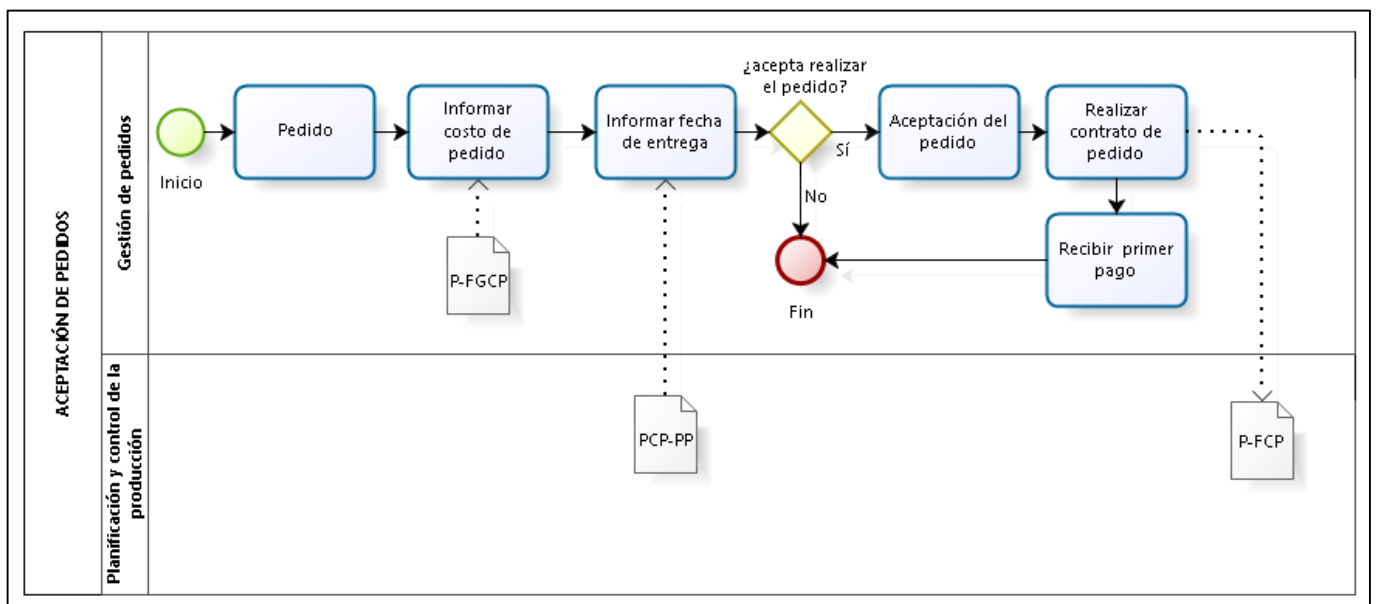 ACEPTACIÓN DE PEDIDOS
Gestión de pedidos
Inicio
Pedido
Informar
costo de
pedido
P-FGCP
Informar fecha
de entrega
¿acepta realizar
el pedido?
Sí
No
Fin
Aceptación del
pedido
Realizar
contrato de
pedido
Recibir primer
pago
Planificación y control de la
producción
PCP-PP
P-FCP